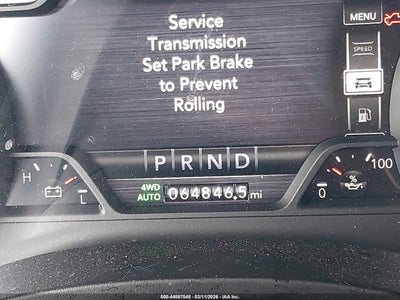 Service
Transmission
Set Park Brake
to Prevent
Rolling
MENU
SPEED
P R N D
H
L
4WD
AUTO
064846.5 mi
0
100
%
000-44587048 - 03/11/2026 - IAA Inc.